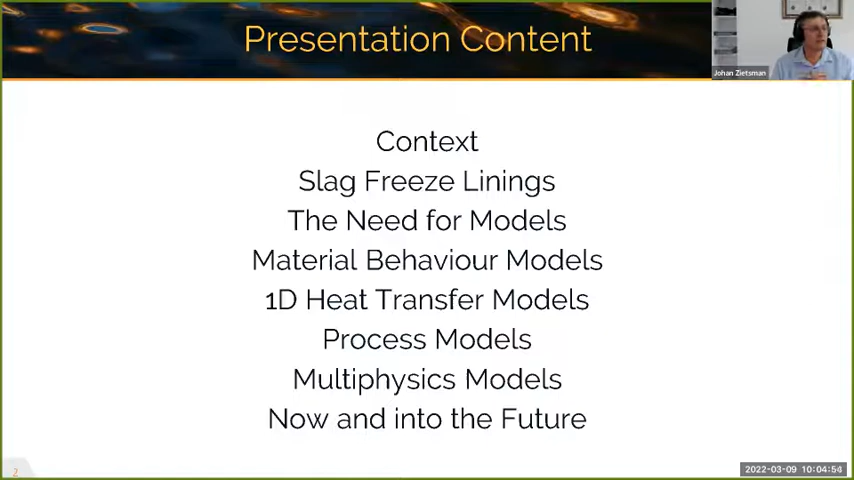 Presentation Content
Johan Zietsman
Context
Slag Freeze Linings
The Need for Models
Material Behaviour Models
1D Heat Transfer Models
Process Models
Multiphysics Models
Now and into the Future
2
2022-03-09 10:04:54